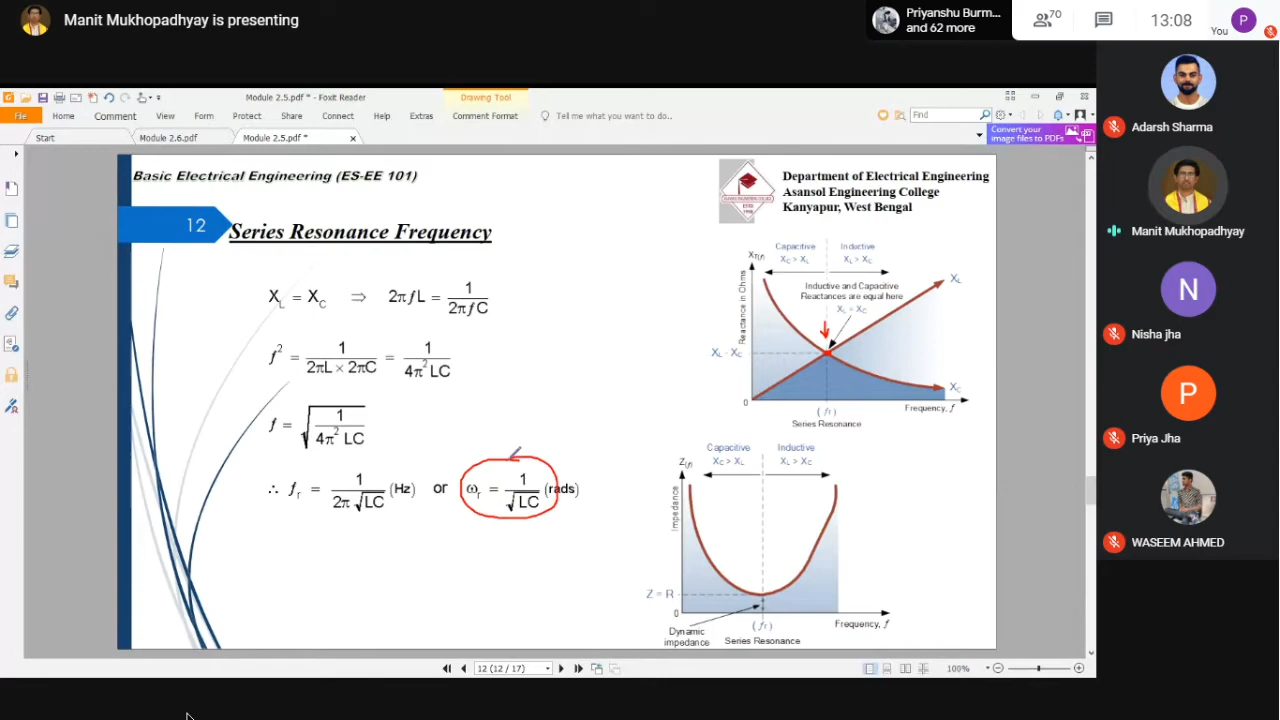 Manit Mukhopadhyay is presenting
Priyanshu Burm...
and 62 more
70
13:08
You
P
Module 2.5.pdf * - Foxit Reader
Drawing Tool
File
Home
Comment
View
Form
Protect
Share
Connect
Help
Extras
Comment Format
Tell me what you want to do..
Find
Start
Module 2.6.pdf
Module 2.5.pdf *
Convert your
image files to PDFs
Basic Electrical Engineering (ES-EE 101)
Department of Electrical Engineering
Asansol Engineering College
Kanyapur, West Bengal
12
Series Resonance Frequency
X_L = X_C ⇒ 2πfL = 1/(2πfC)
f² = 1/(2πL × 2πC) = 1/(4π² LC)
f = √(1/(4π² LC))
∴ f_r = 1/(2π√LC) (Hz) or ω_r = 1/√LC (rads)
Capacitive Inductive
X_C > X_L X_L > X_C
X_T(f)
Reactance in Ohms
Inductive and Capacitive
Reactances are equal here
X_L = X_C
X_L
X_L - X_C
X_C
0
(fr)
Frequency, f
Series Resonance
Capacitive Inductive
X_C > X_L X_L > X_C
Z(f)
Impedance
Z = R
0
Dynamic
impedance
(fr)
Series Resonance
Frequency, f
12 (12 / 17)
100%
Adarsh Sharma
Manit Mukhopadhyay
N
Nisha jha
P
Priya Jha
WASEEM AHMED